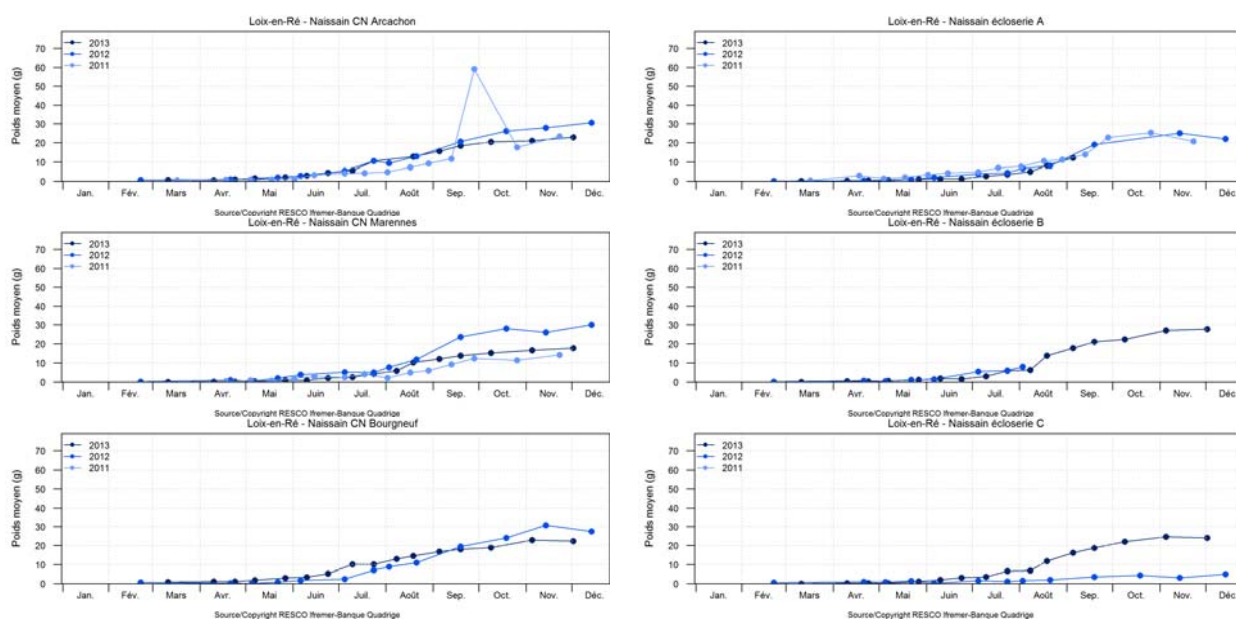 Loix-en-Ré - Naissain CN Arcachon
Poids moyen (g)
70
60
50
40
30
20
10
0
2013
2012
2011
Jan. Fév. Mars Avr. Mai Juin Juil. Août Sep. Oct. Nov. Déc.
Source/Copyright RESCO Ifremer-Banque Quadrige
Loix-en-Ré - Naissain écloserie A
Poids moyen (g)
70
60
50
40
30
20
10
0
2013
2012
2011
Jan. Fév. Mars Avr. Mai Juin Juil. Août Sep. Oct. Nov. Déc.
Source/Copyright RESCO Ifremer-Banque Quadrige
Loix-en-Ré - Naissain CN Marennes
Poids moyen (g)
70
60
50
40
30
20
10
0
2013
2012
2011
Jan. Fév. Mars Avr. Mai Juin Juil. Août Sep. Oct. Nov. Déc.
Source/Copyright RESCO Ifremer-Banque Quadrige
Loix-en-Ré - Naissain écloserie B
Poids moyen (g)
70
60
50
40
30
20
10
0
2013
2012
2011
Jan. Fév. Mars Avr. Mai Juin Juil. Août Sep. Oct. Nov. Déc.
Source/Copyright RESCO Ifremer-Banque Quadrige
Loix-en-Ré - Naissain CN Bourgneuf
Poids moyen (g)
70
60
50
40
30
20
10
0
2013
2012
2011
Jan. Fév. Mars Avr. Mai Juin Juil. Août Sep. Oct. Nov. Déc.
Source/Copyright RESCO Ifremer-Banque Quadrige
Loix-en-Ré - Naissain écloserie C
Poids moyen (g)
70
60
50
40
30
20
10
0
2013
2012
2011
Jan. Fév. Mars Avr. Mai Juin Juil. Août Sep. Oct. Nov. Déc.
Source/Copyright RESCO Ifremer-Banque Quadrige